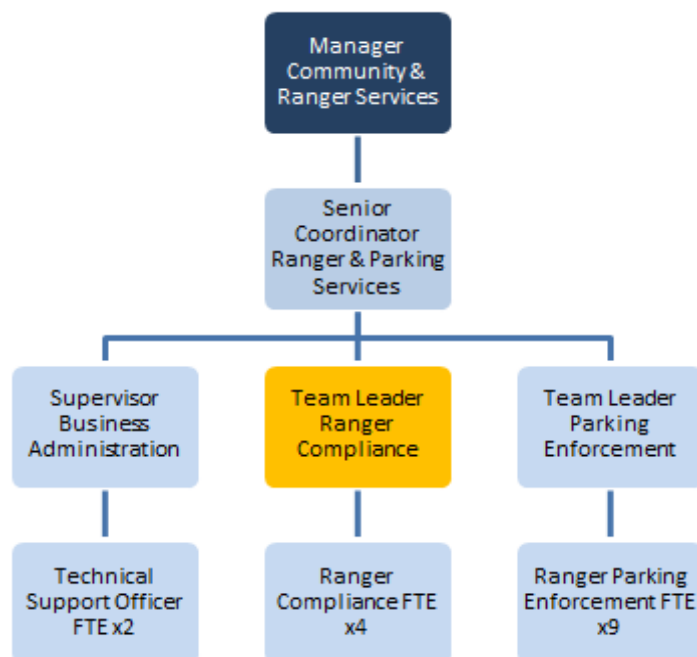 Manager
Community &
Ranger Services
Senior
Coordinator
Ranger & Parking
Services
Supervisor
Business
Administration
Team Leader
Ranger
Compliance
Team Leader
Parking
Enforcement
Technical
Support Officer
FTE x2
Ranger
Compliance FTE
x4
Ranger Parking
Enforcement FTE
x9